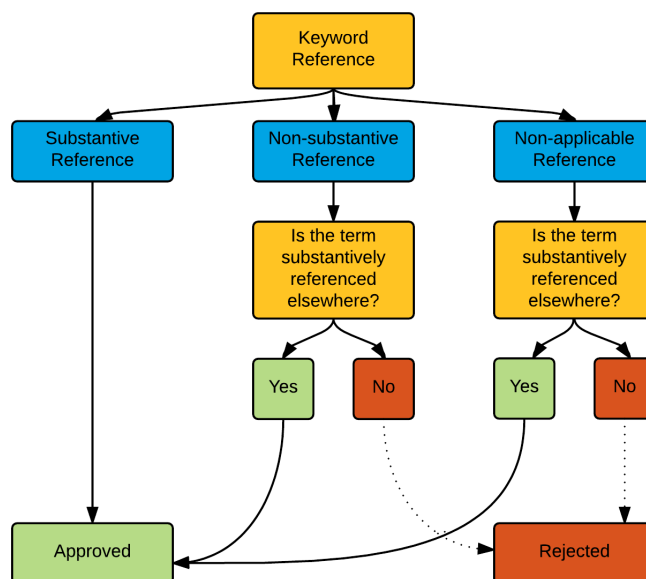 Keyword
Reference
Substantive
Reference
Non-substantive
Reference
Non-applicable
Reference
Is the term
substantively
referenced
elsewhere?
Is the term
substantively
referenced
elsewhere?
Yes
No
Yes
No
Approved
Rejected